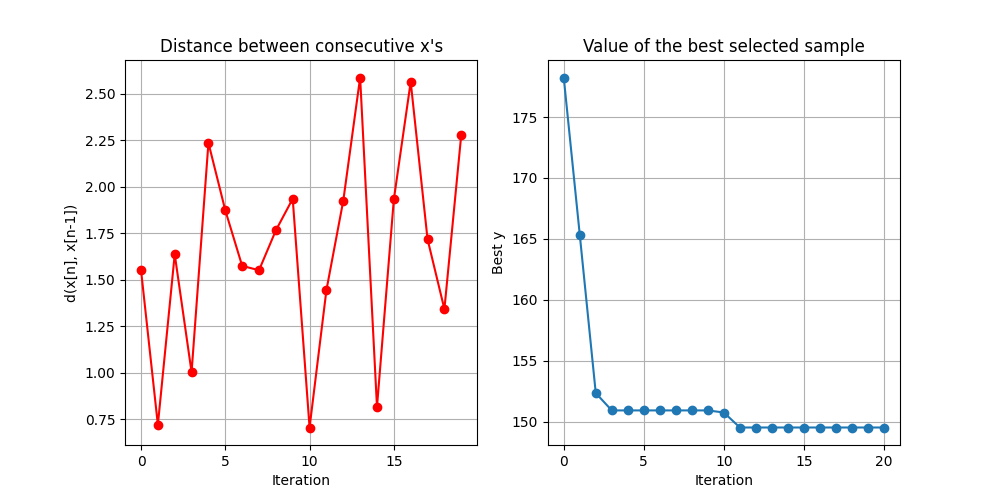 Distance between consecutive x's
d(x[n], x[n-1])
2.50
2.25
2.00
1.75
1.50
1.25
1.00
0.75
0 5 10 15
Iteration
Value of the best selected sample
Best y
175
170
165
160
155
150
0 5 10 15 20
Iteration